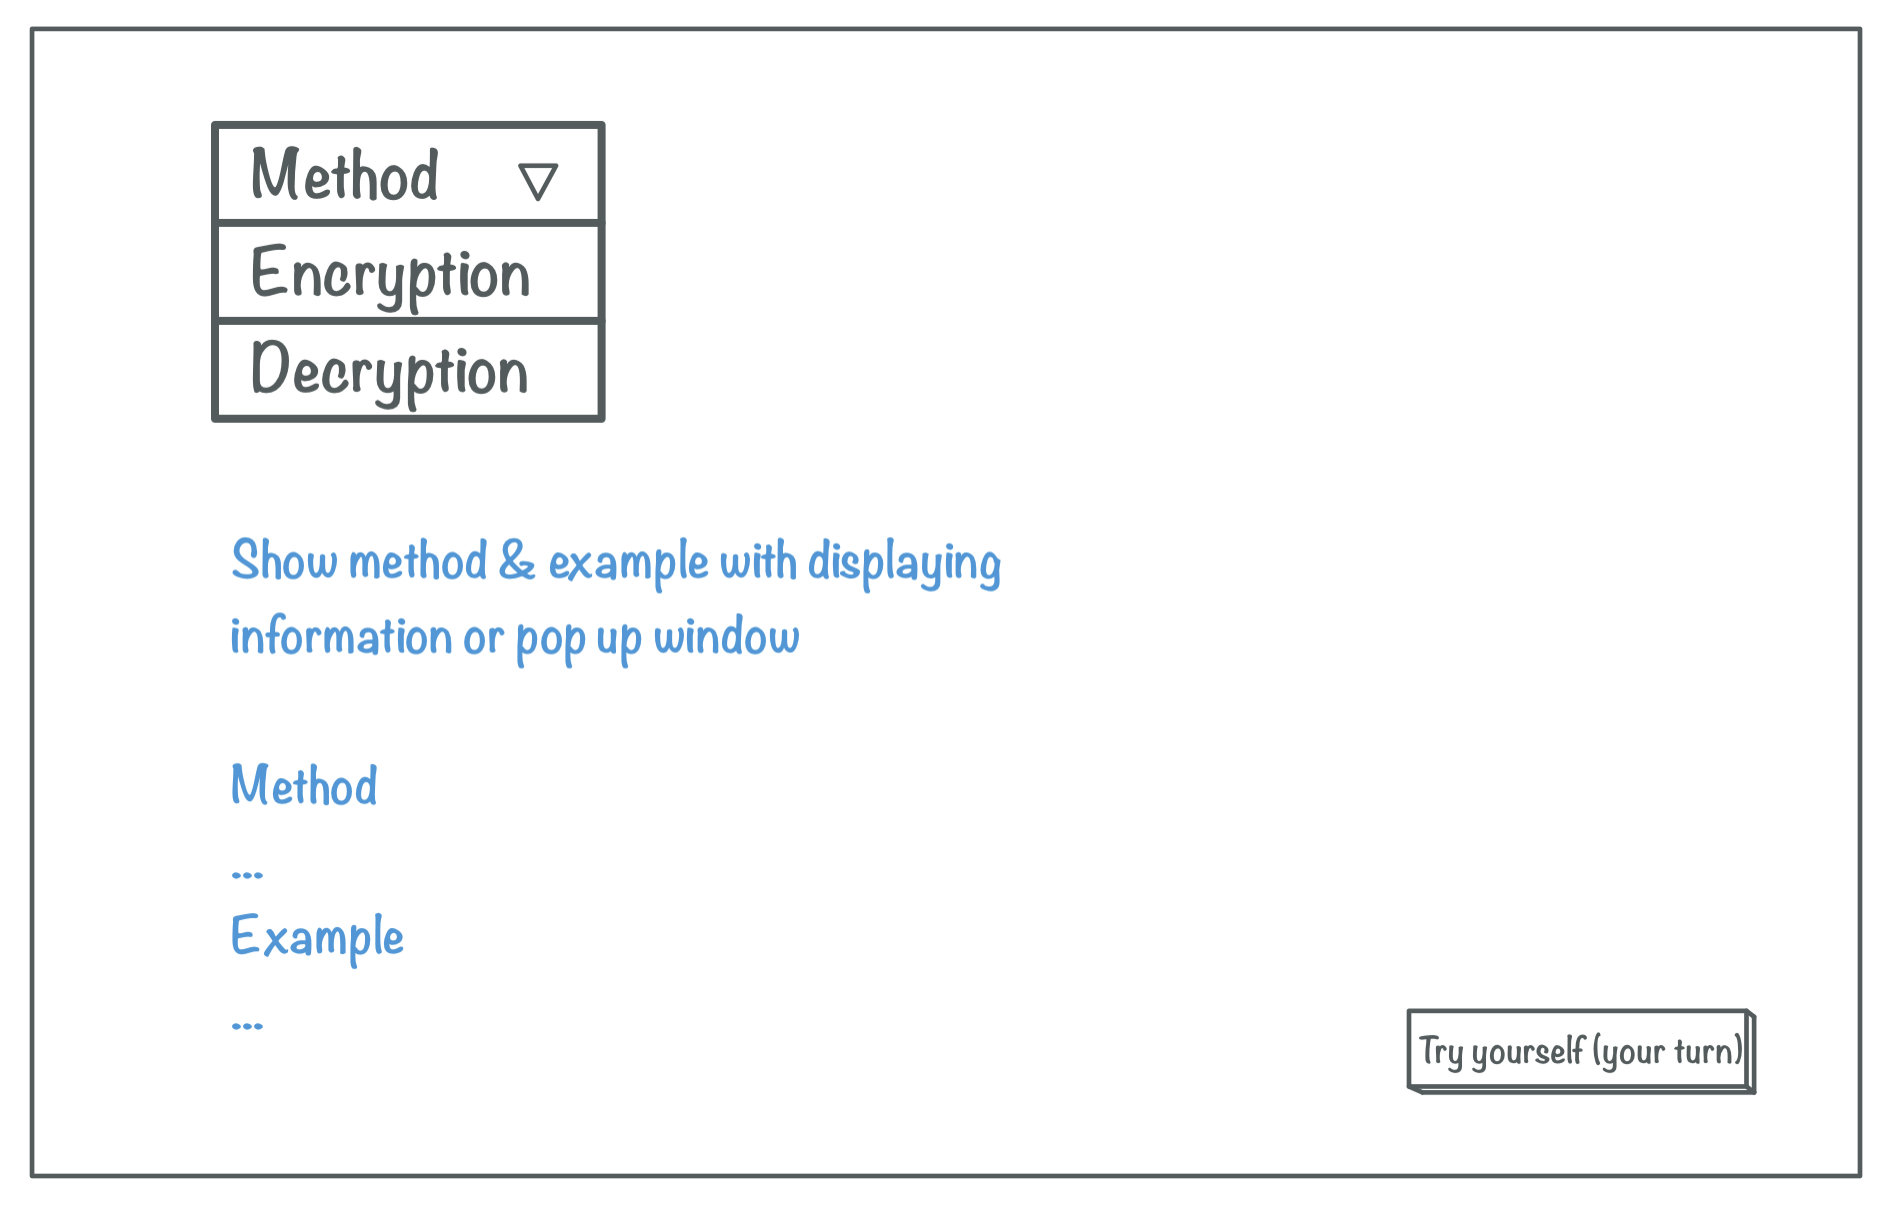 Method
Encryption
Decryption
Show method & example with displaying
information or pop up window
Method
...
Example
...
Try yourself (your turn)